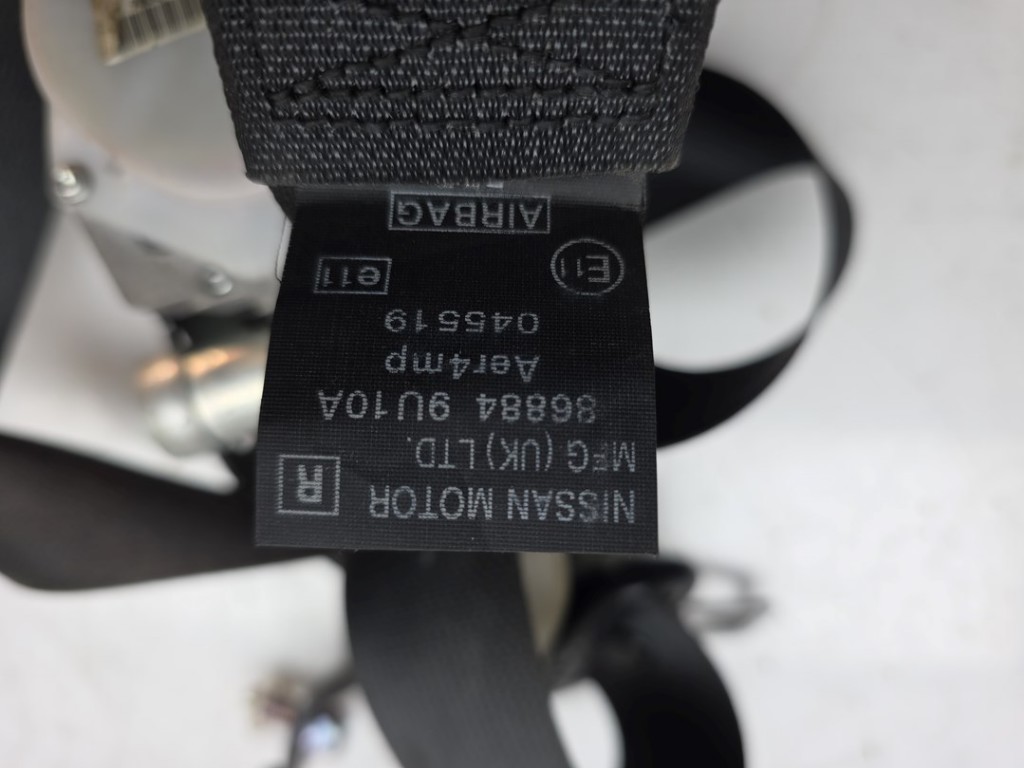 NISSAN MOTOR
MFG (UK) LTD.
R
86884 9U10A
Aer4mp
045519
E11
e11
AIRBAG